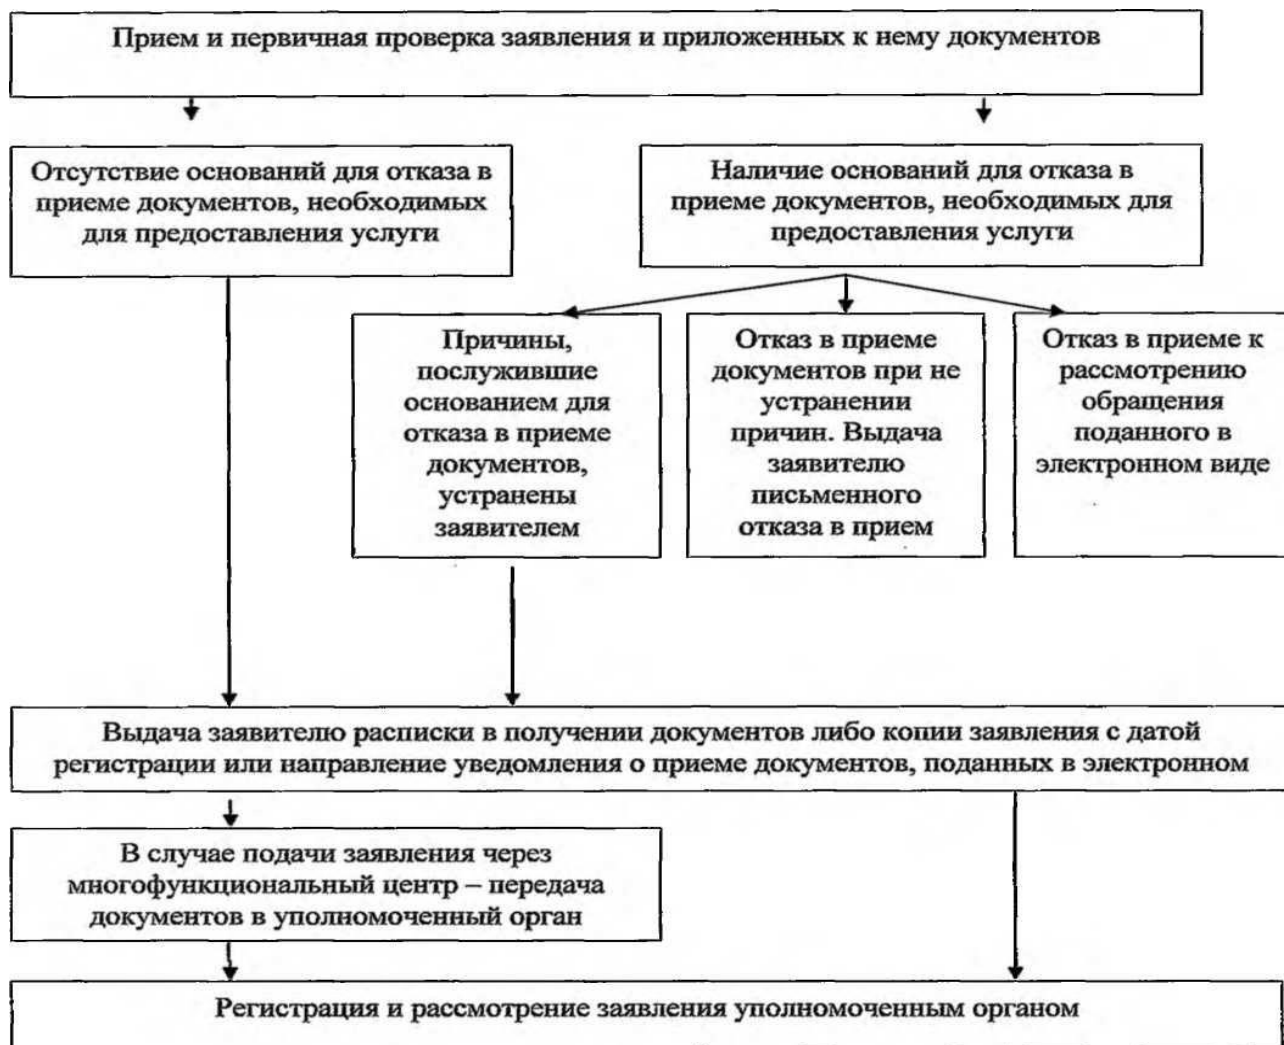 Прием и первичная проверка заявления и приложенных к нему документов
Отсутствие оснований для отказа в
приеме документов, необходимых
для предоставления услуги
Наличие оснований для отказа в
приеме документов, необходимых для
предоставления услуги
Причины,
послужившие
основанием для
отказа в приеме
документов,
устранены
заявителем
Отказ в приеме
документов при не
устранении
причин. Выдача
заявителю
письменного
отказа в прием
Отказ в приеме к
рассмотрению
обращения
поданного в
электронном виде
Выдача заявителю расписки в получении документов либо копии заявления с датой
регистрации или направление уведомления о приеме документов, поданных в электронном
В случае подачи заявления через
многофункциональный центр – передача
документов в уполномоченный орган
Регистрация и рассмотрение заявления уполномоченным органом